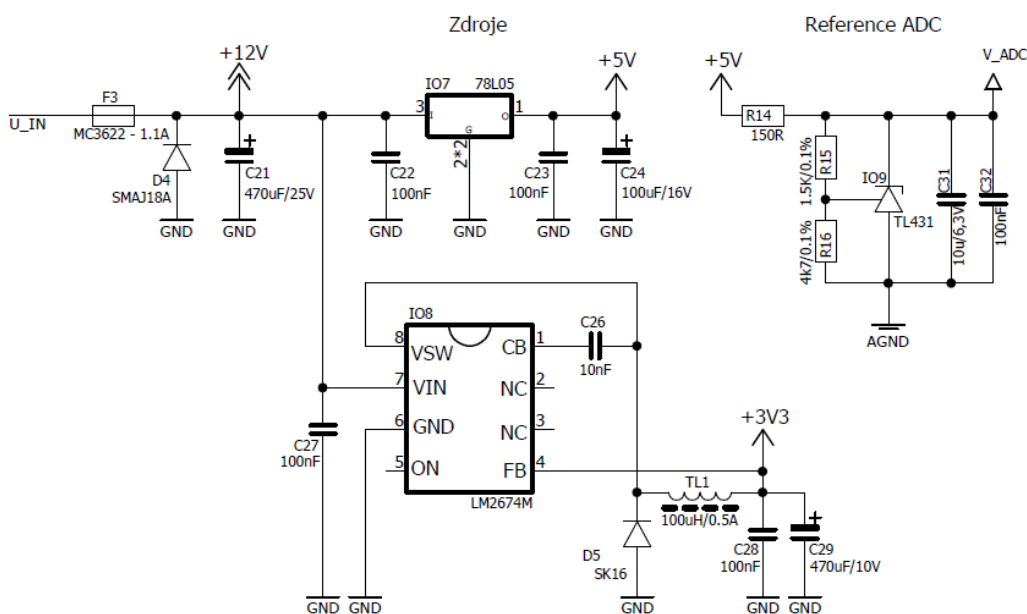 Zdroje
Reference ADC
+12V
+5V
+5V
V_ADC
F3
U_IN
MC3622 - 1.1A
D4
SMAJ18A
C21
470uF/25V
C22
100nF
IO7
78L05
3
I
O
1
G
2*2
C23
100nF
C24
100uF/16V
GND
GND
GND
GND
GND
GND
R14
150R
R15
1.5K/0.1%
R16
4k7/0.1%
IO9
TL431
C31
10u/6,3V
C32
100nF
AGND
IO8
8
VSW
CB
1
7
VIN
NC
2
6
GND
NC
3
5
ON
FB
4
LM2674M
C26
10nF
C27
100nF
+3V3
TL1
100uH/0.5A
D5
SK16
C28
100nF
C29
470uF/10V
GND
GND
GND
GND
GND